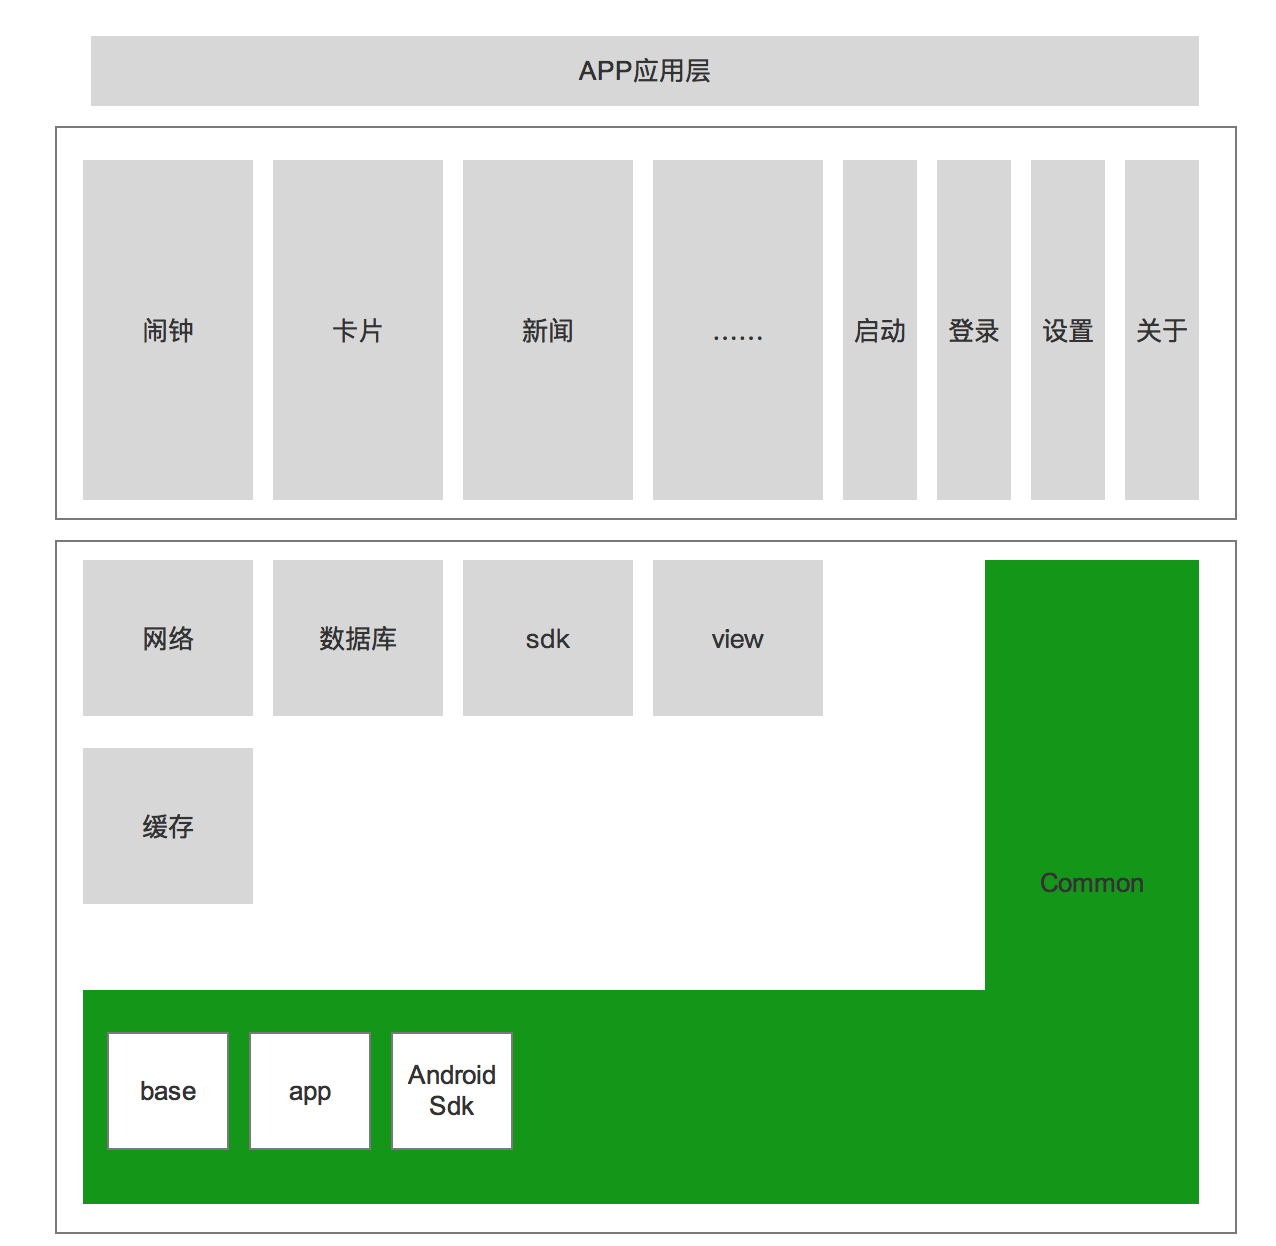 APP应用层
闹钟
卡片
新闻
……
启动
登录
设置
关于
网络
数据库
sdk
view
缓存
Common
base
app
Android
Sdk